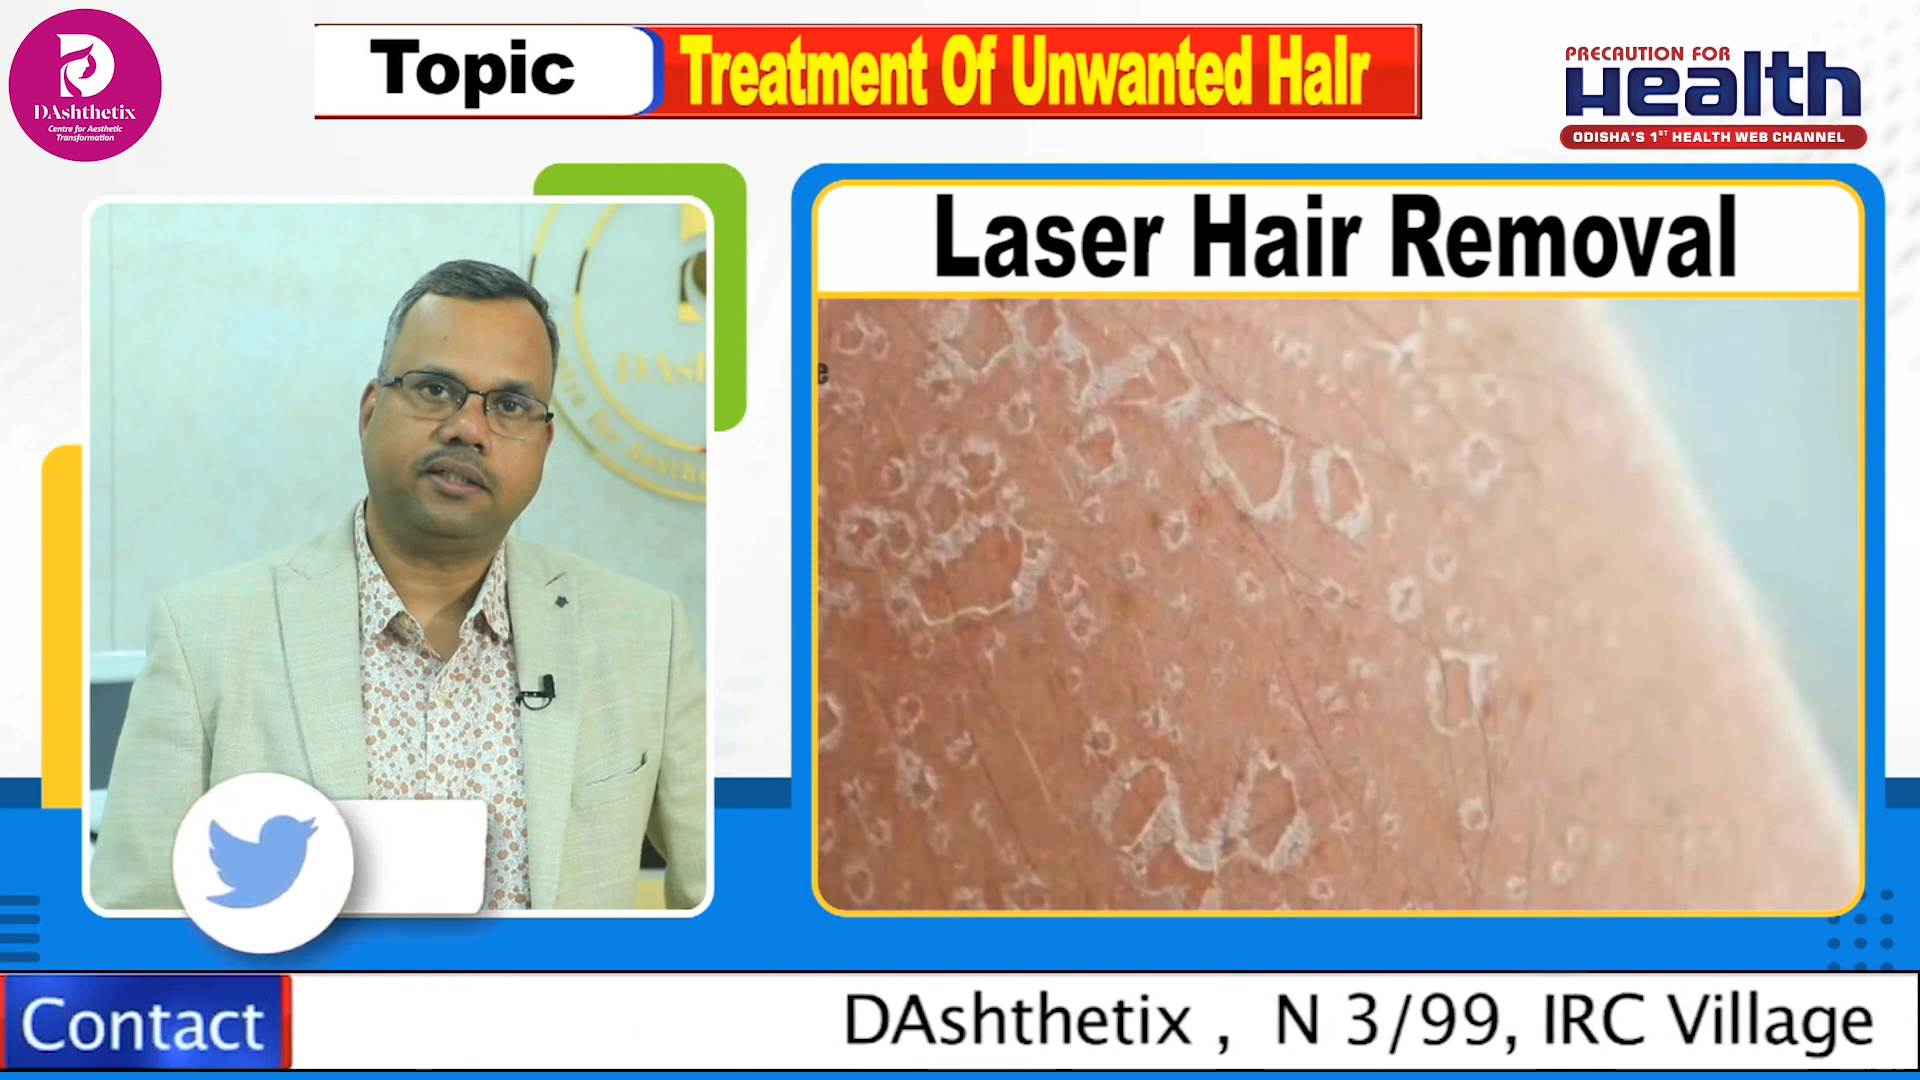 DAshthetix
Centre for Aesthetic
Transformation
Topic
Treatment Of Unwanted HaIr
PRECAUTION FOR
Health
ODISHA'S 1ST HEALTH WEB CHANNEL
Laser Hair Removal
e
Contact
DAshthetix , N 3/99, IRC Village